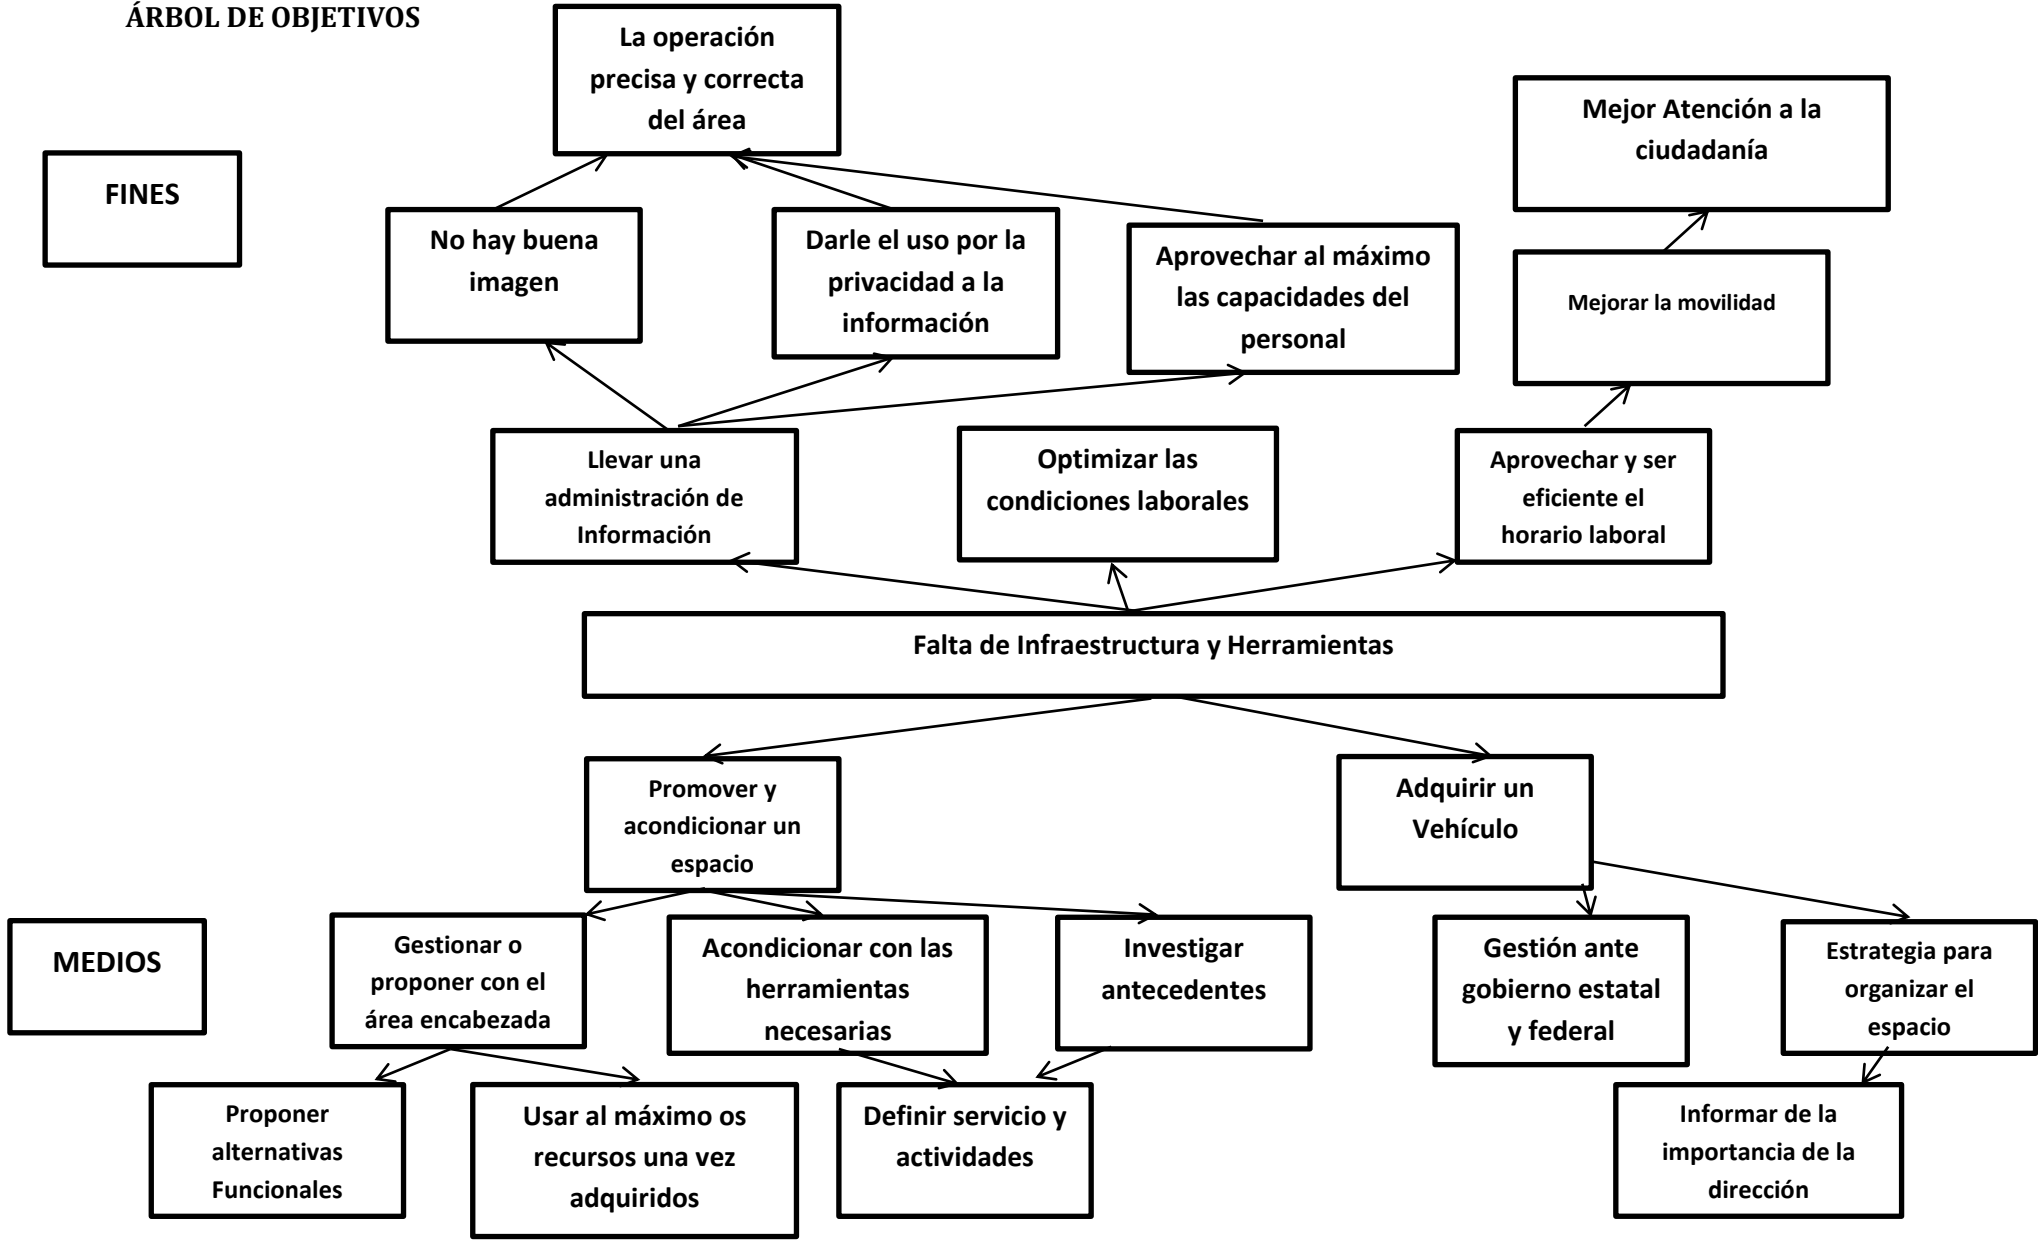 ÁRBOL DE OBJETIVOS
La operación
precisa y correcta
del área
Mejor Atención a la
ciudadanía
FINES
No hay buena
imagen
Darle el uso por la
privacidad a la
información
Aprovechar al máximo
las capacidades del
personal
Mejorar la movilidad
Llevar una
administración de
Información
Optimizar las
condiciones laborales
Aprovechar y ser
eficiente el
horario laboral
Falta de Infraestructura y Herramientas
Promover y
acondicionar un
espacio
Adquirir un
Vehículo
MEDIOS
Gestionar o
proponer con el
área encabezada
Acondicionar con las
herramientas
necesarias
Investigar
antecedentes
Gestión ante
gobierno estatal
y federal
Estrategia para
organizar el
espacio
Proponer
alternativas
Funcionales
Usar al máximo os
recursos una vez
adquiridos
Definir servicio y
actividades
Informar de la
importancia de la
dirección